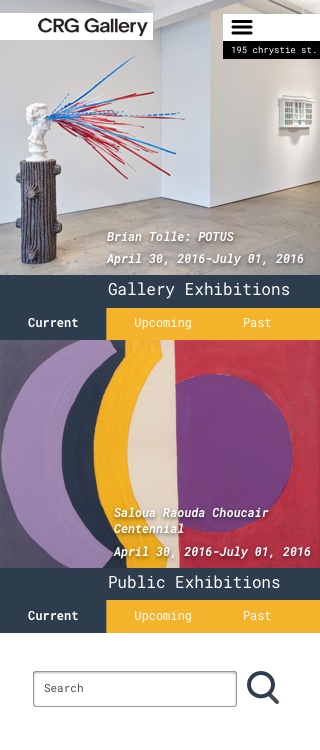 CRG Gallery
195 chrystie st.
Brian Tolle: POTUS
April 30, 2016-July 01, 2016
Gallery Exhibitions
Current Upcoming Past
Saloua Raouda Choucair
Centennial
April 30, 2016-July 01, 2016
Public Exhibitions
Current Upcoming Past
Search